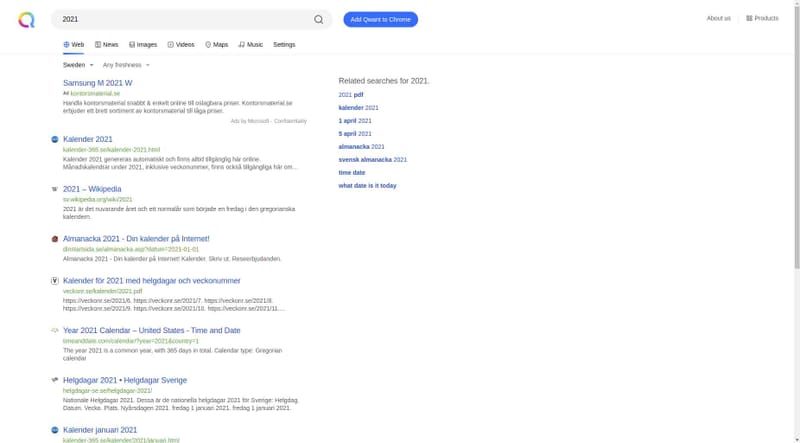 2021
Add Qwant to Chrome
About us
Products
Web
News
Images
Videos
Maps
Music
Settings
Sweden
Any freshness
Samsung M 2021 W
Ad kontorsmaterial.se
Handla kontorsmaterial snabbt & enkelt online till oslagbara priser. Kontorsmaterial.se
erbjuder ett brett sortiment av kontorsmaterial till låga priser.
Ads by Microsoft - Confidentiality
Kalender 2021
kalender-365.se/kalender-2021.html
Kalender 2021 genereras automatiskt och finns alltid tillgänglig här online.
Månadskalendrar under 2021, inklusive veckonummer, finns också tillgängliga här om…
2021 – Wikipedia
sv.wikipedia.org/wiki/2021
2021 är det nuvarande året och ett normalår som började en fredag i den gregorianska
kalendern.
Almanacka 2021 - Din kalender på Internet!
dinstartsida.se/almanacka.asp?datum=2021-01-01
Almanacka 2021 - Din kalender på Internet! Kalender. Skriv ut. Reseerbjudanden.
Kalender för 2021 med helgdagar och veckonummer
veckonr.se/kalender/2021.pdf
https://veckonr.se/2021/6. https://veckonr.se/2021/7. https://veckonr.se/2021/8.
https://veckonr.se/2021/9. https://veckonr.se/2021/10. https://veckonr.se/2021/11.…
Year 2021 Calendar – United States - Time and Date
timeanddate.com/calendar/?year=2021&country=1
The year 2021 is a common year, with 365 days in total. Calendar type: Gregorian
calendar
Helgdagar 2021 • Helgdagar Sverige
helgdagar-se.se/helgdagar-2021/
Nationale Helgdagar 2021. Dessa är de nationella helgdagar 2021 för Sverige: Helgdag.
Datum. Vecka. Plats. Nyårsdagen 2021. fredag 1 januari 2021. fredag 1 januari 2021.
Kalender januari 2021
kalender-365.se/kalender/2021/januari.html
Related searches for 2021.
2021 pdf
kalender 2021
1 april 2021
5 april 2021
almanacka 2021
svensk almanacka 2021
time date
what date is it today